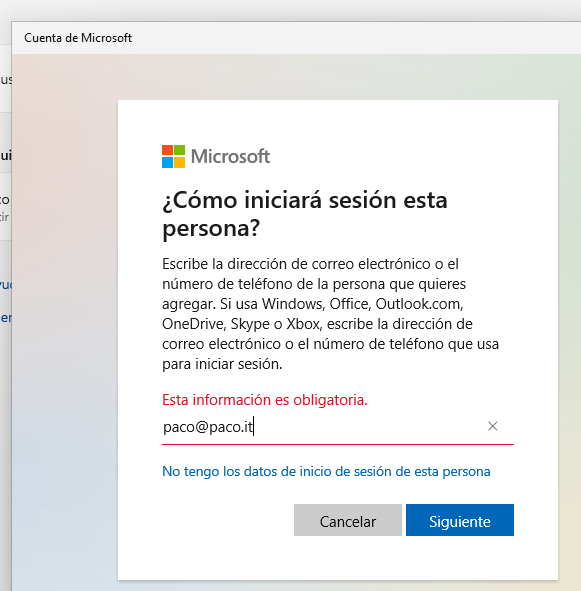 Cuenta de Microsoft
Microsoft
¿Cómo iniciará sesión esta
persona?
Escribe la dirección de correo electrónico o el
número de teléfono de la persona que quieres
agregar. Si usa Windows, Office, Outlook.com,
OneDrive, Skype o Xbox, escribe la dirección de
correo electrónico o el número de teléfono que usa
para iniciar sesión.
Esta información es obligatoria.
paco@paco.it
No tengo los datos de inicio de sesión de esta persona
Cancelar
Siguiente